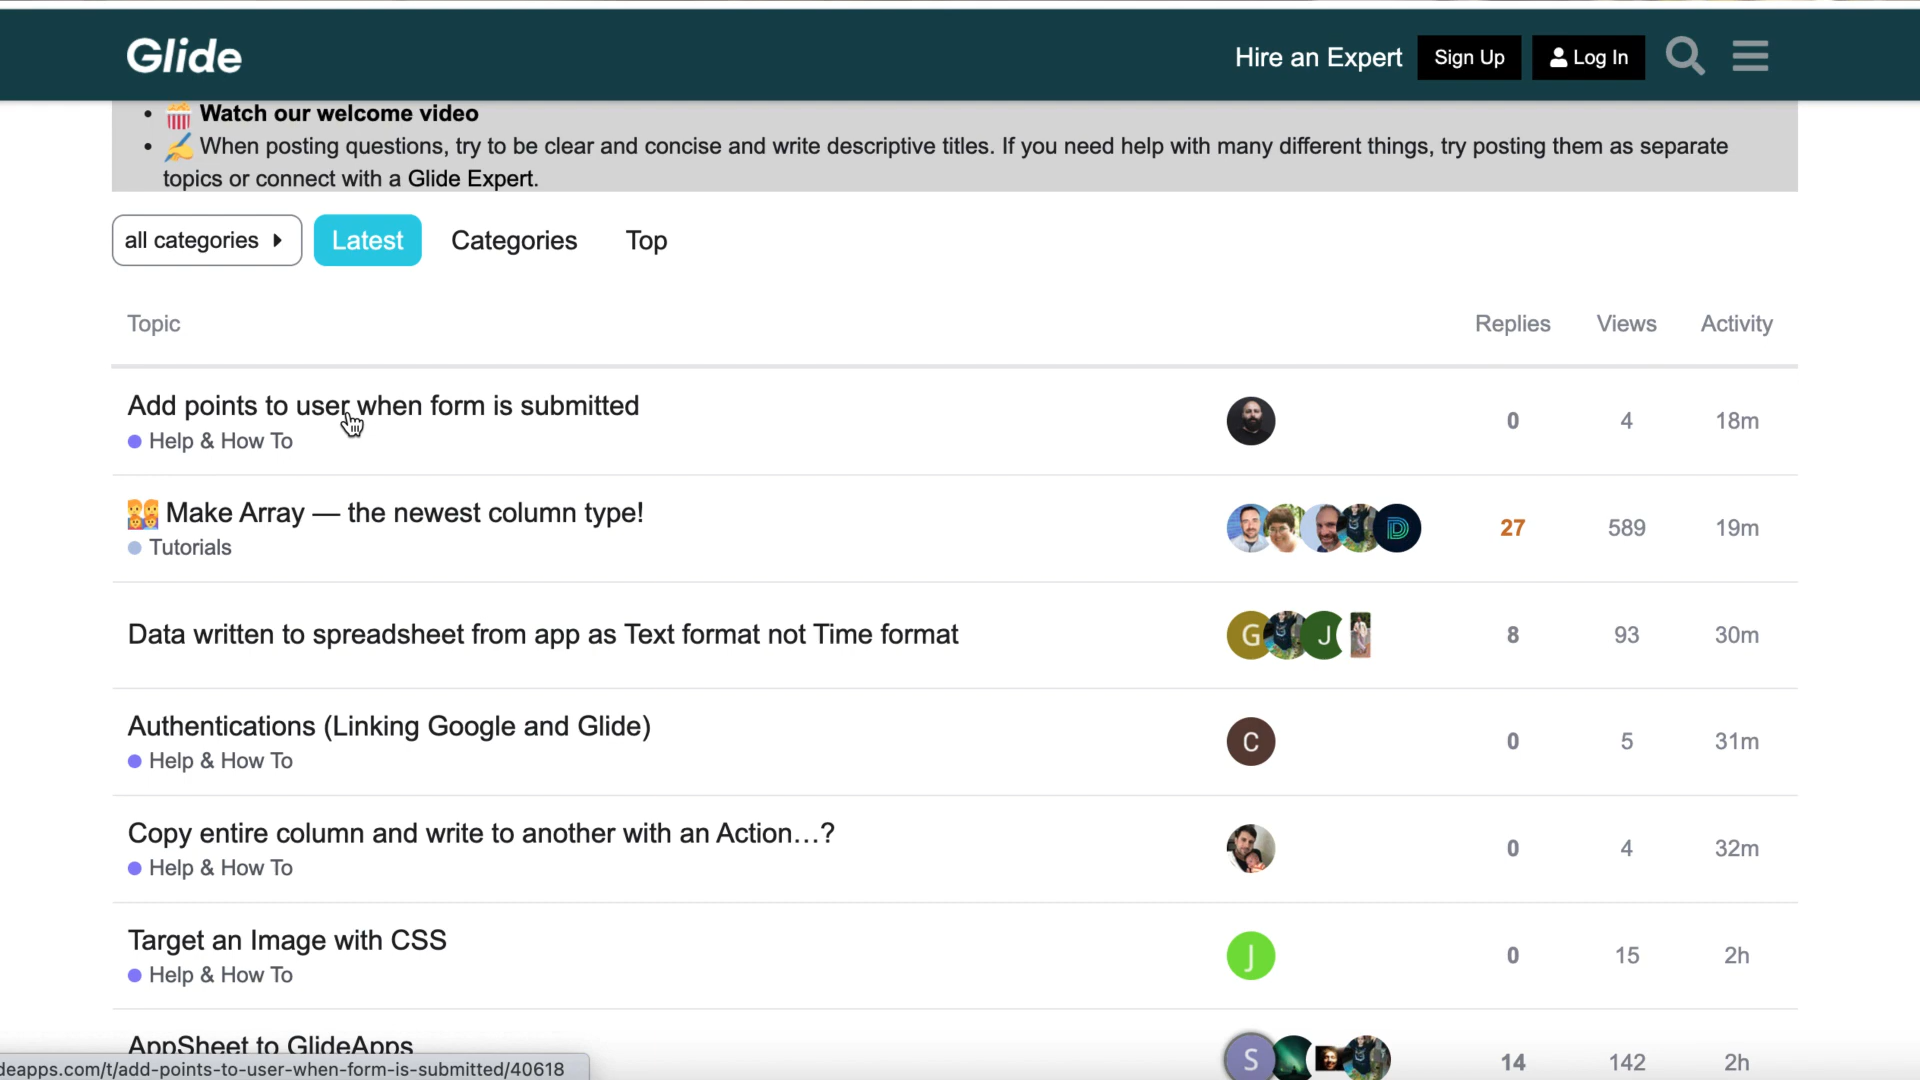 Glide
Hire an Expert
Sign Up
Log In
• Watch our welcome video
• When posting questions, try to be clear and concise and write descriptive titles. If you need help with many different things, try posting them as separate
topics or connect with a Glide Expert.
all categories
Latest
Categories
Top
Topic Replies Views Activity
Add points to user when form is submitted
Help & How To
0 4 18m
Make Array — the newest column type!
Tutorials
D
27 589 19m
Data written to spreadsheet from app as Text format not Time format
G J
8 93 30m
Authentications (Linking Google and Glide)
Help & How To
C
0 5 31m
Copy entire column and write to another with an Action...?
Help & How To
0 4 32m
Target an Image with CSS
Help & How To
J
0 15 2h
AppSheet to GlideApps
S
14 142 2h
deapps.com/t/add-points-to-user-when-form-is-submitted/40618